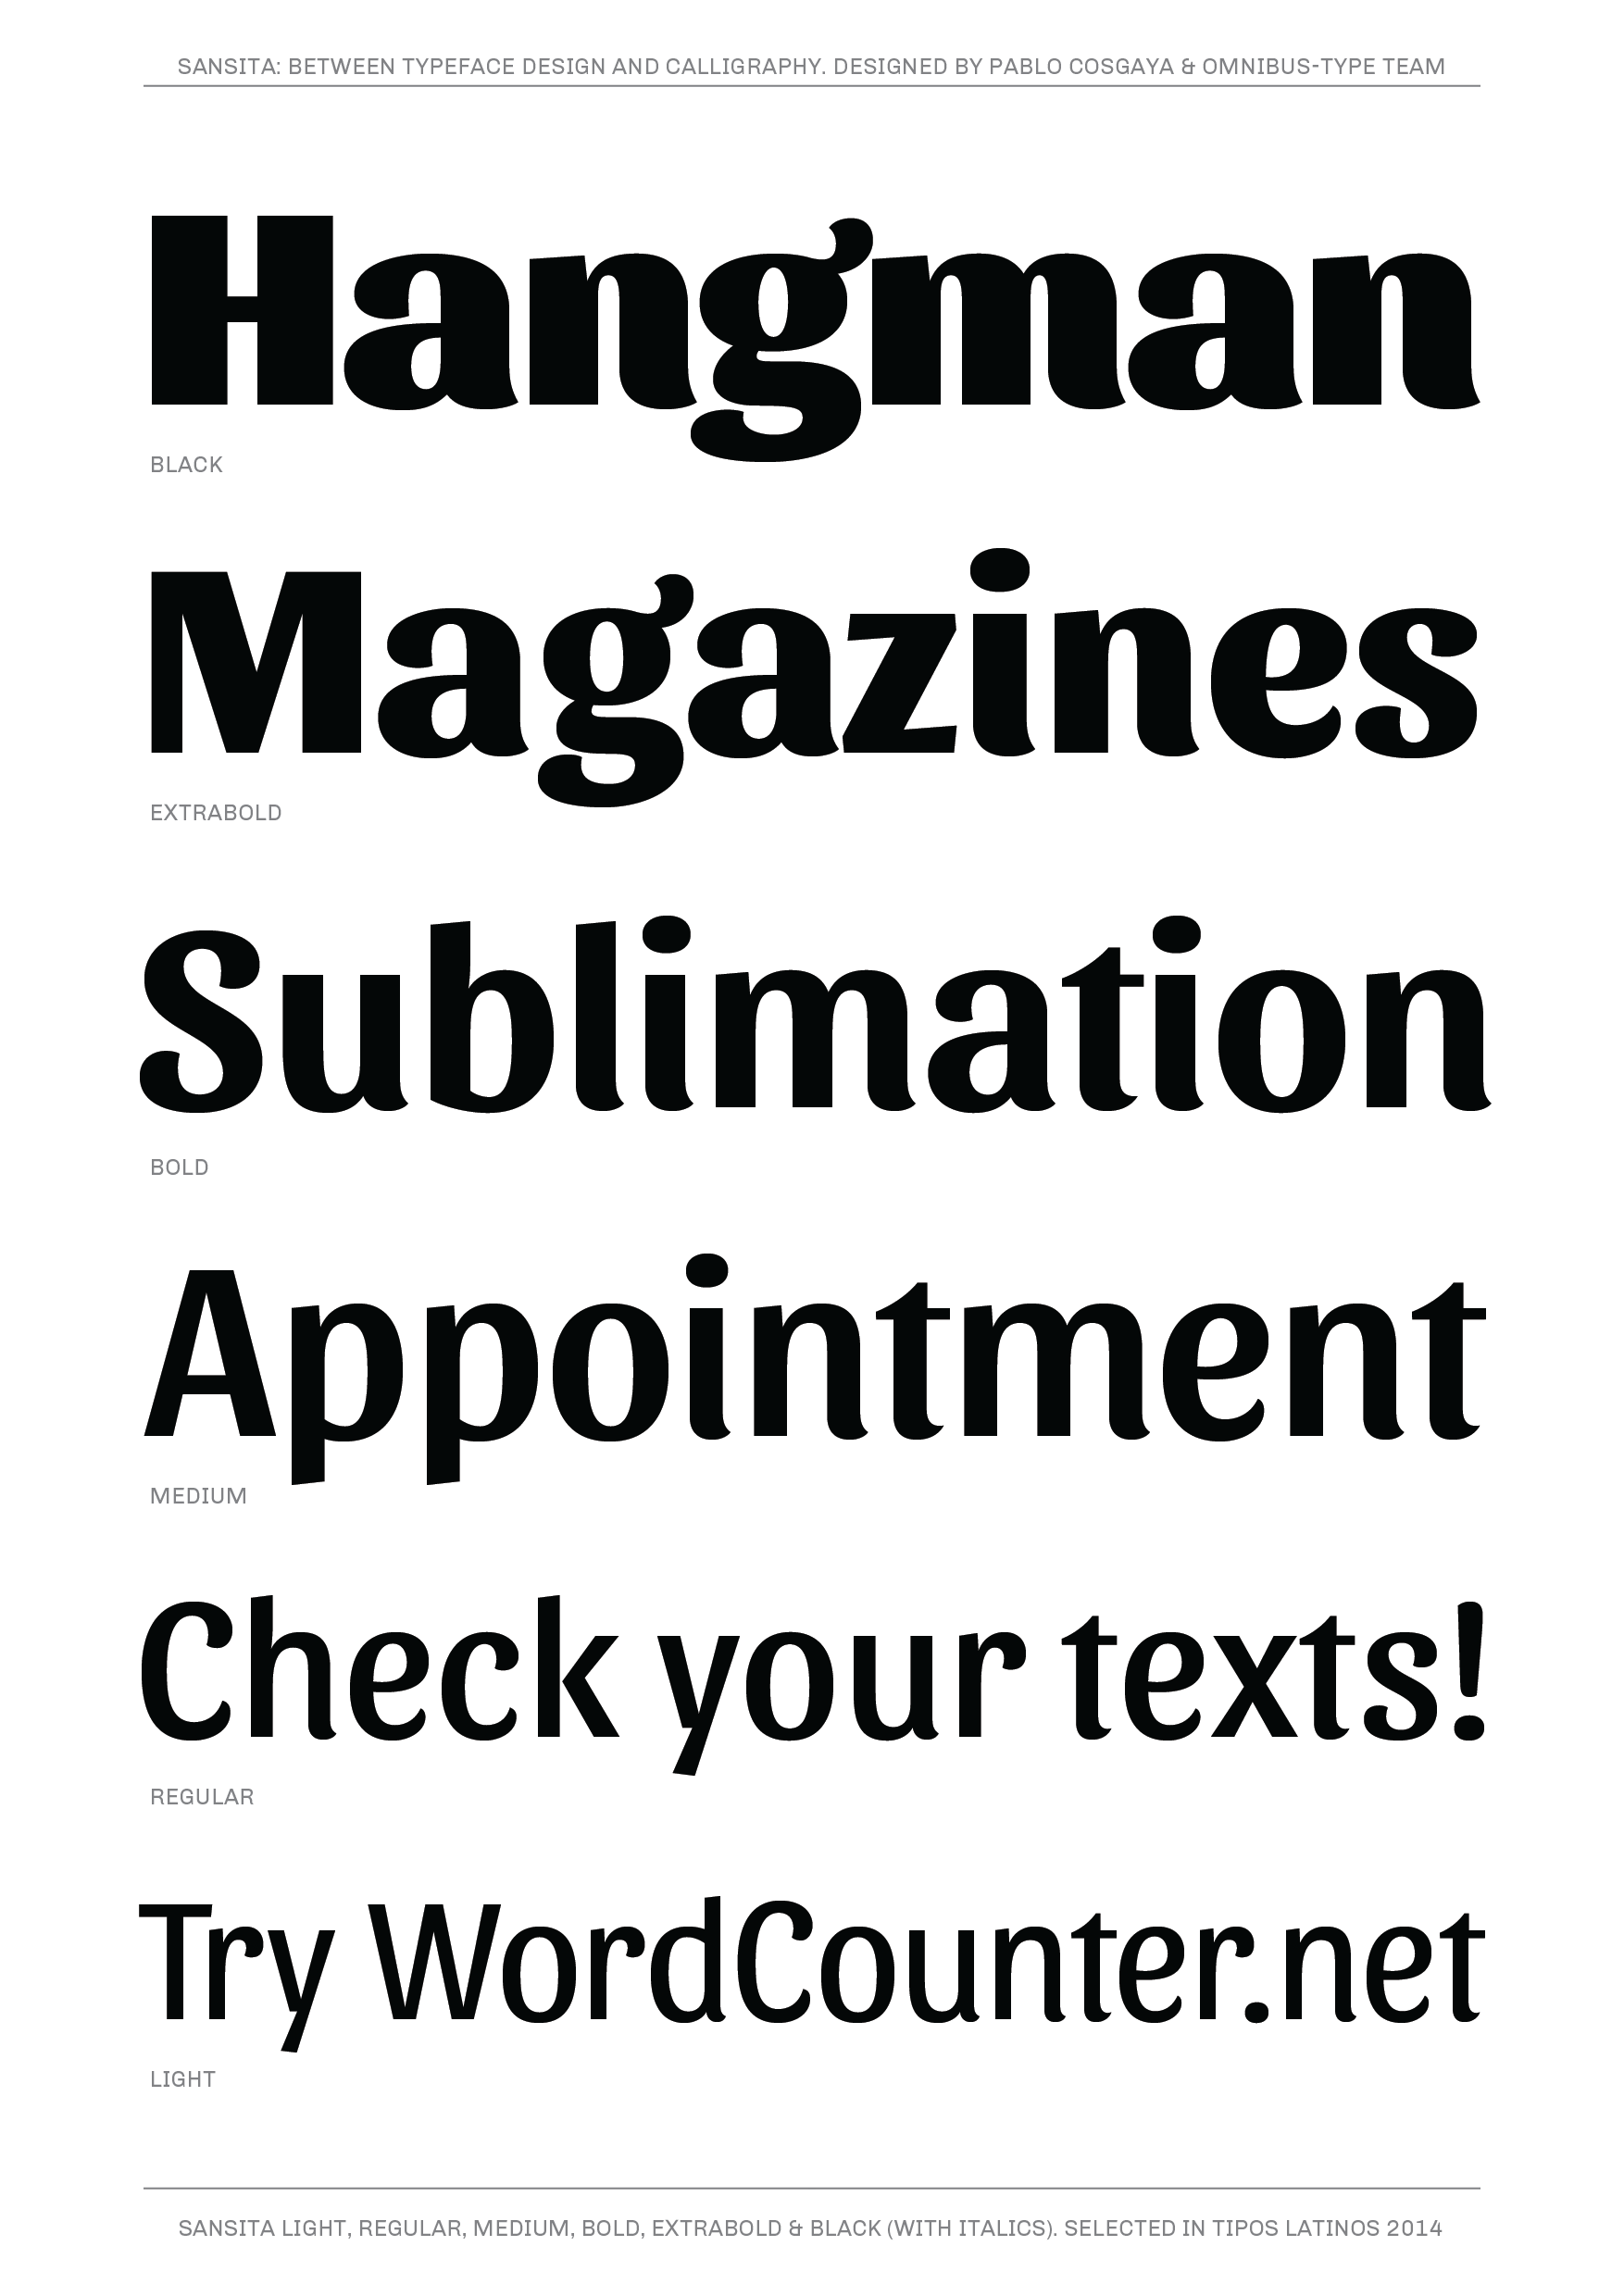 SANSITA: BETWEEN TYPEFACE DESIGN AND CALLIGRAPHY. DESIGNED BY PABLO COSGAYA & OMNIBUS-TYPE TEAM
Hangman
BLACK
Magazines
EXTRABOLD
Sublimation
BOLD
Appointment
MEDIUM
Check your texts!
REGULAR
Try WordCounter.net
LIGHT
SANSITA LIGHT, REGULAR, MEDIUM, BOLD, EXTRABOLD & BLACK (WITH ITALICS). SELECTED IN TIPOS LATINOS 2014